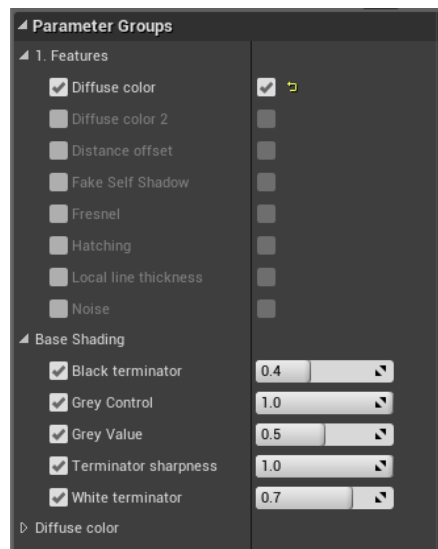 Parameter Groups
1. Features
Diffuse color
Diffuse color 2
Distance offset
Fake Self Shadow
Fresnel
Hatching
Local line thickness
Noise
Base Shading
Black terminator 0.4
Grey Control 1.0
Grey Value 0.5
Terminator sharpness 1.0
White terminator 0.7
Diffuse color